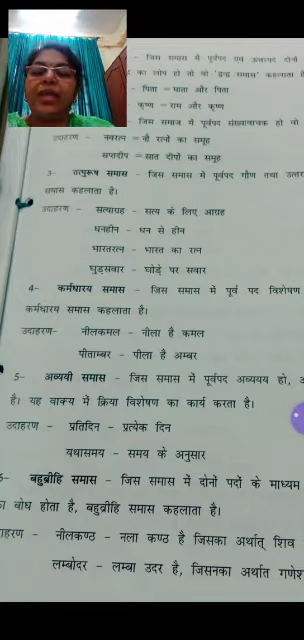 - जिस समास में पूर्वपद एवं उत्तरपद दोनों
का लोप हो तो वो 'द्वन्द्व समास' कहलाता है
- पिता = माता और पिता
- कृष्ण = राम और कृष्ण
- जिस समाज में पूर्वपद संख्यावाचक हो वो
उदाहरण - नवरत्न = नौ रत्नों का समूह
सप्तदीप = सात दीपों का समूह
3- तत्पुरूष समास - जिस समास में पूर्वपद गौण तथा उत्तर
समास कहलाता है।
उदाहरण - सत्याग्रह - सत्य के लिए आग्रह
धनहीन - धन से हीन
भारतरत्न - भारत का रत्न
घुड़सवार - घोड़े पर सवार
4- कर्मधारय समास - जिस समास में पूर्व पद विशेषण
कर्मधारय समास कहलाता है।
उदाहरण- नीलकमल - नीला है कमल
पीताम्बर - पीला है अम्बर
5- अव्ययी समास - जिस समास में पूर्वपद अव्यवय हो, अ
है। यह वाक्य में क्रिया विशेषण का कार्य करता है।
उदाहरण - प्रतिदिन - प्रत्येक दिन
यथासमय - समय के अनुसार
6- बहुब्रीहि समास - जिस समास में दोनों पदों के माध्यम
का बोध होता है, बहुब्रीहि समास कहलाता है।
दाहरण - नीलकण्ठ - नला कण्ठ है जिसका अर्थात् शिव
लम्बोदर - लम्बा उदर है, जिसनका अर्थात गणेश